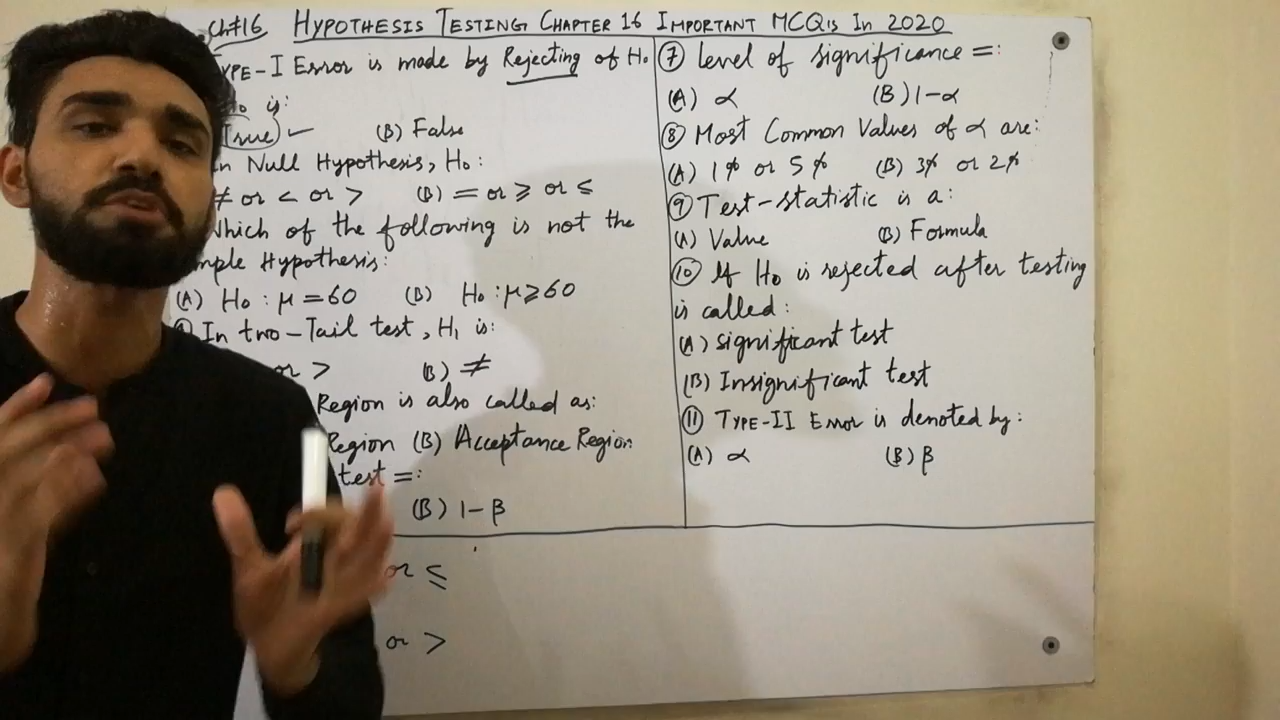 Ch#16 HYPOTHESIS TESTING CHAPTER 16 IMPORTANT MCQ's In 2020
YPE-I Error is made by Rejecting of H₀
H₀ is:
True) ✓ (B) False
In Null Hypothesis, H₀:
≠ or < or > (B) = or ≥ or ≤
Which of the following is not the
mple Hypothesis:
(A) H₀ : μ = 60 (B) H₀ : μ ≥ 60
In two-Tail test, H₁ is:
or > (B) ≠
Region is also called as:
Region (B) Acceptance Region
test =:
(B) 1-β
or ≤
or >
⑦ level of significance =:
(A) α (B) 1-α
⑧ Most Common Values of α are:
(A) 1% or 5% (B) 3% or 2%
⑨ Test-statistic is a:
(A) Value (B) Formula
⑩ If H₀ is rejected after testing
is called:
(A) significant test
(B) Insignificant test
⑪ TYPE-II Error is denoted by:
(A) α (B) β